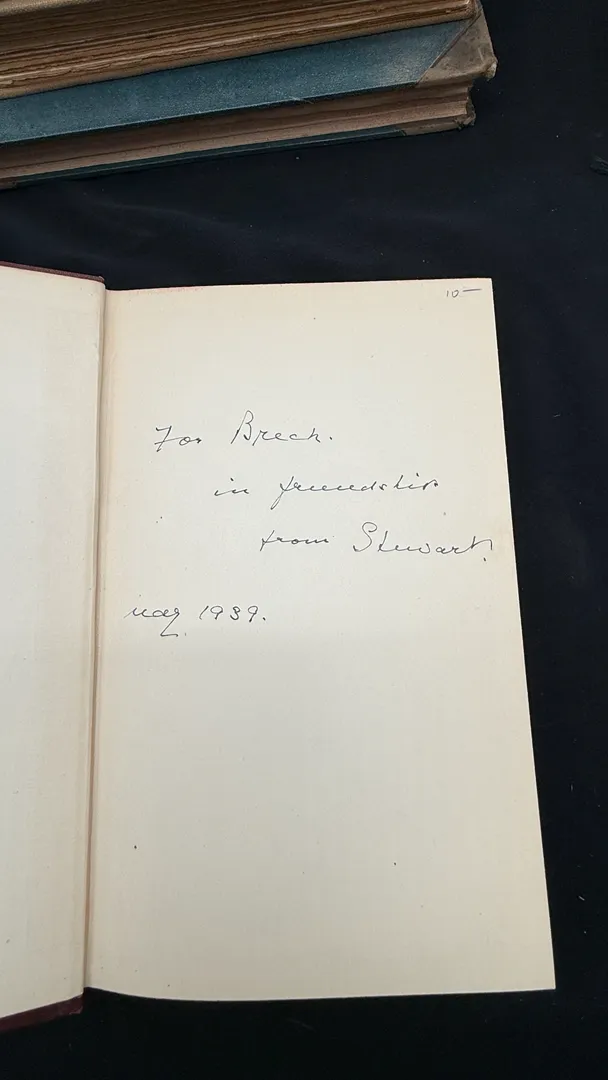 10-
For Brech.
in friendship
from Stewart.
May 1939.